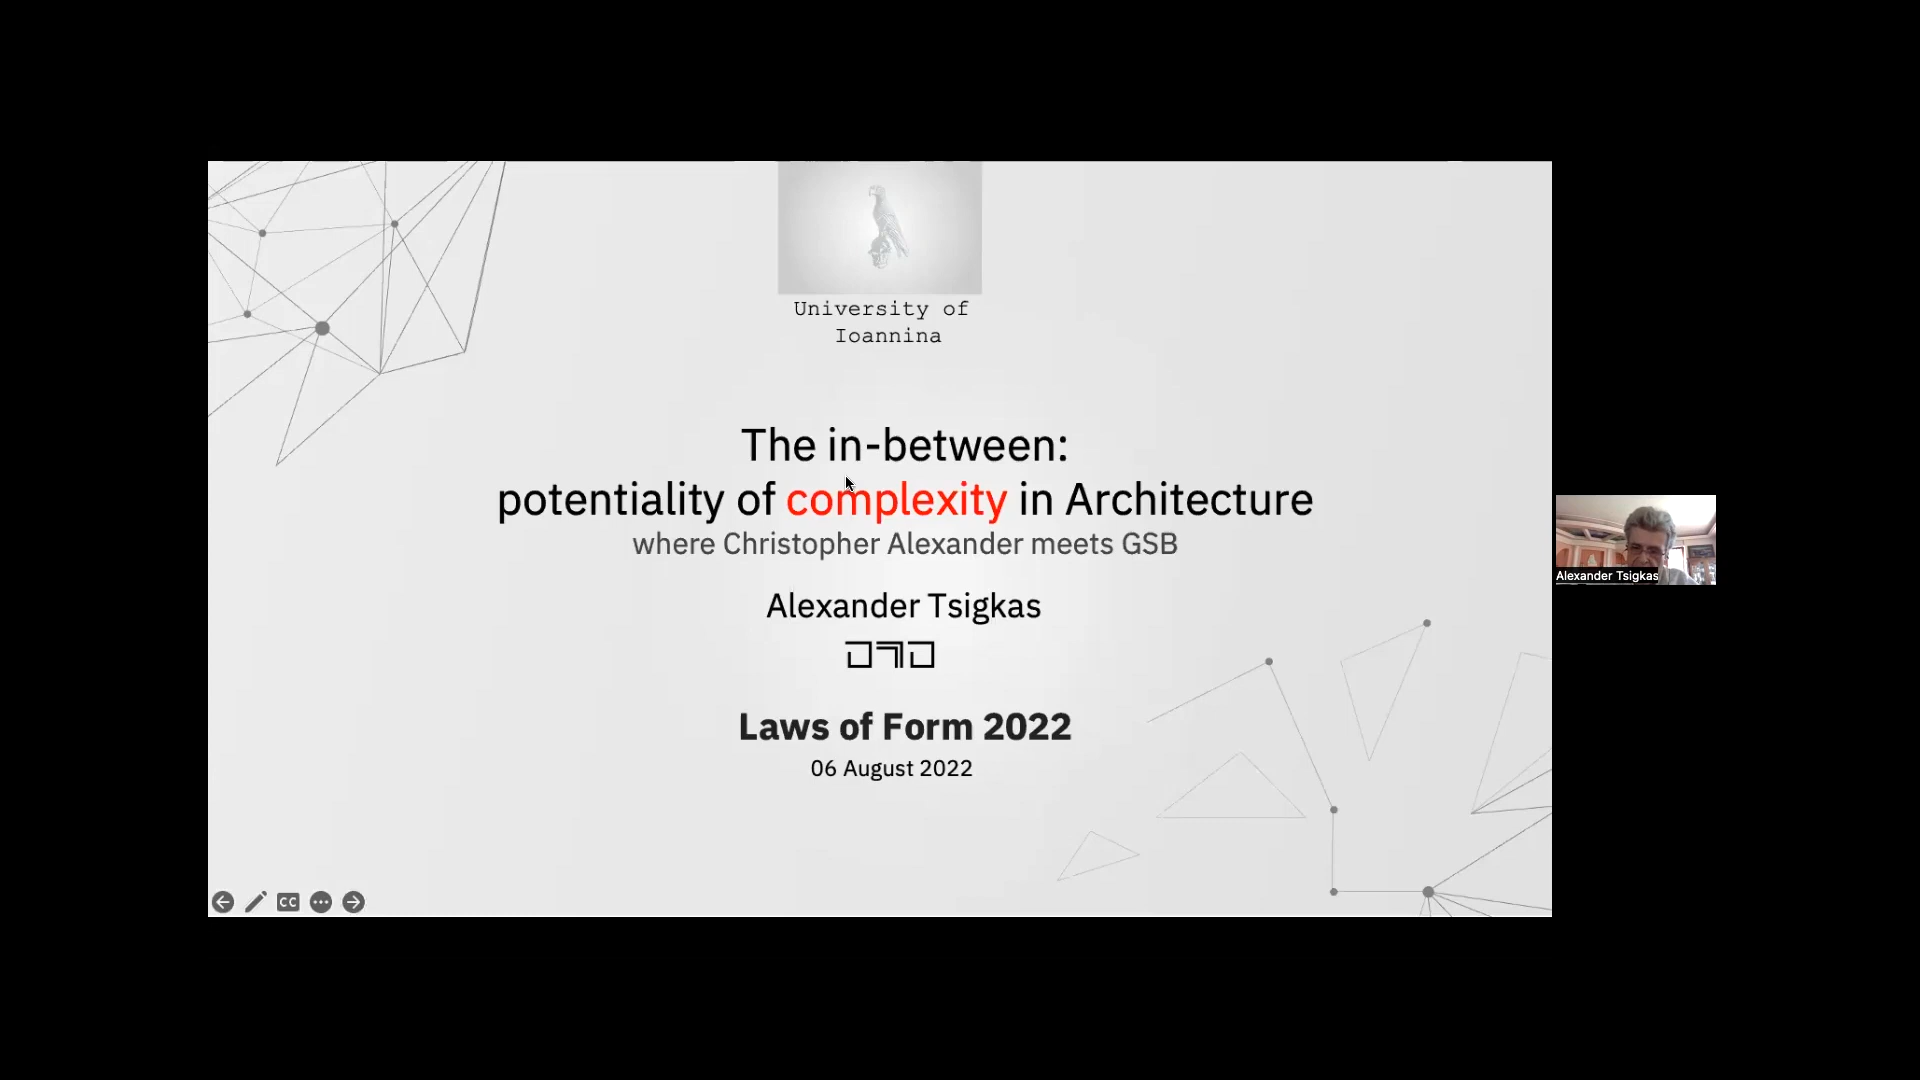 University of
Ioannina
The in-between:
potentiality of complexity in Architecture
where Christopher Alexander meets GSB
Alexander Tsigkas
Laws of Form 2022
06 August 2022
CC
Alexander Tsigkas